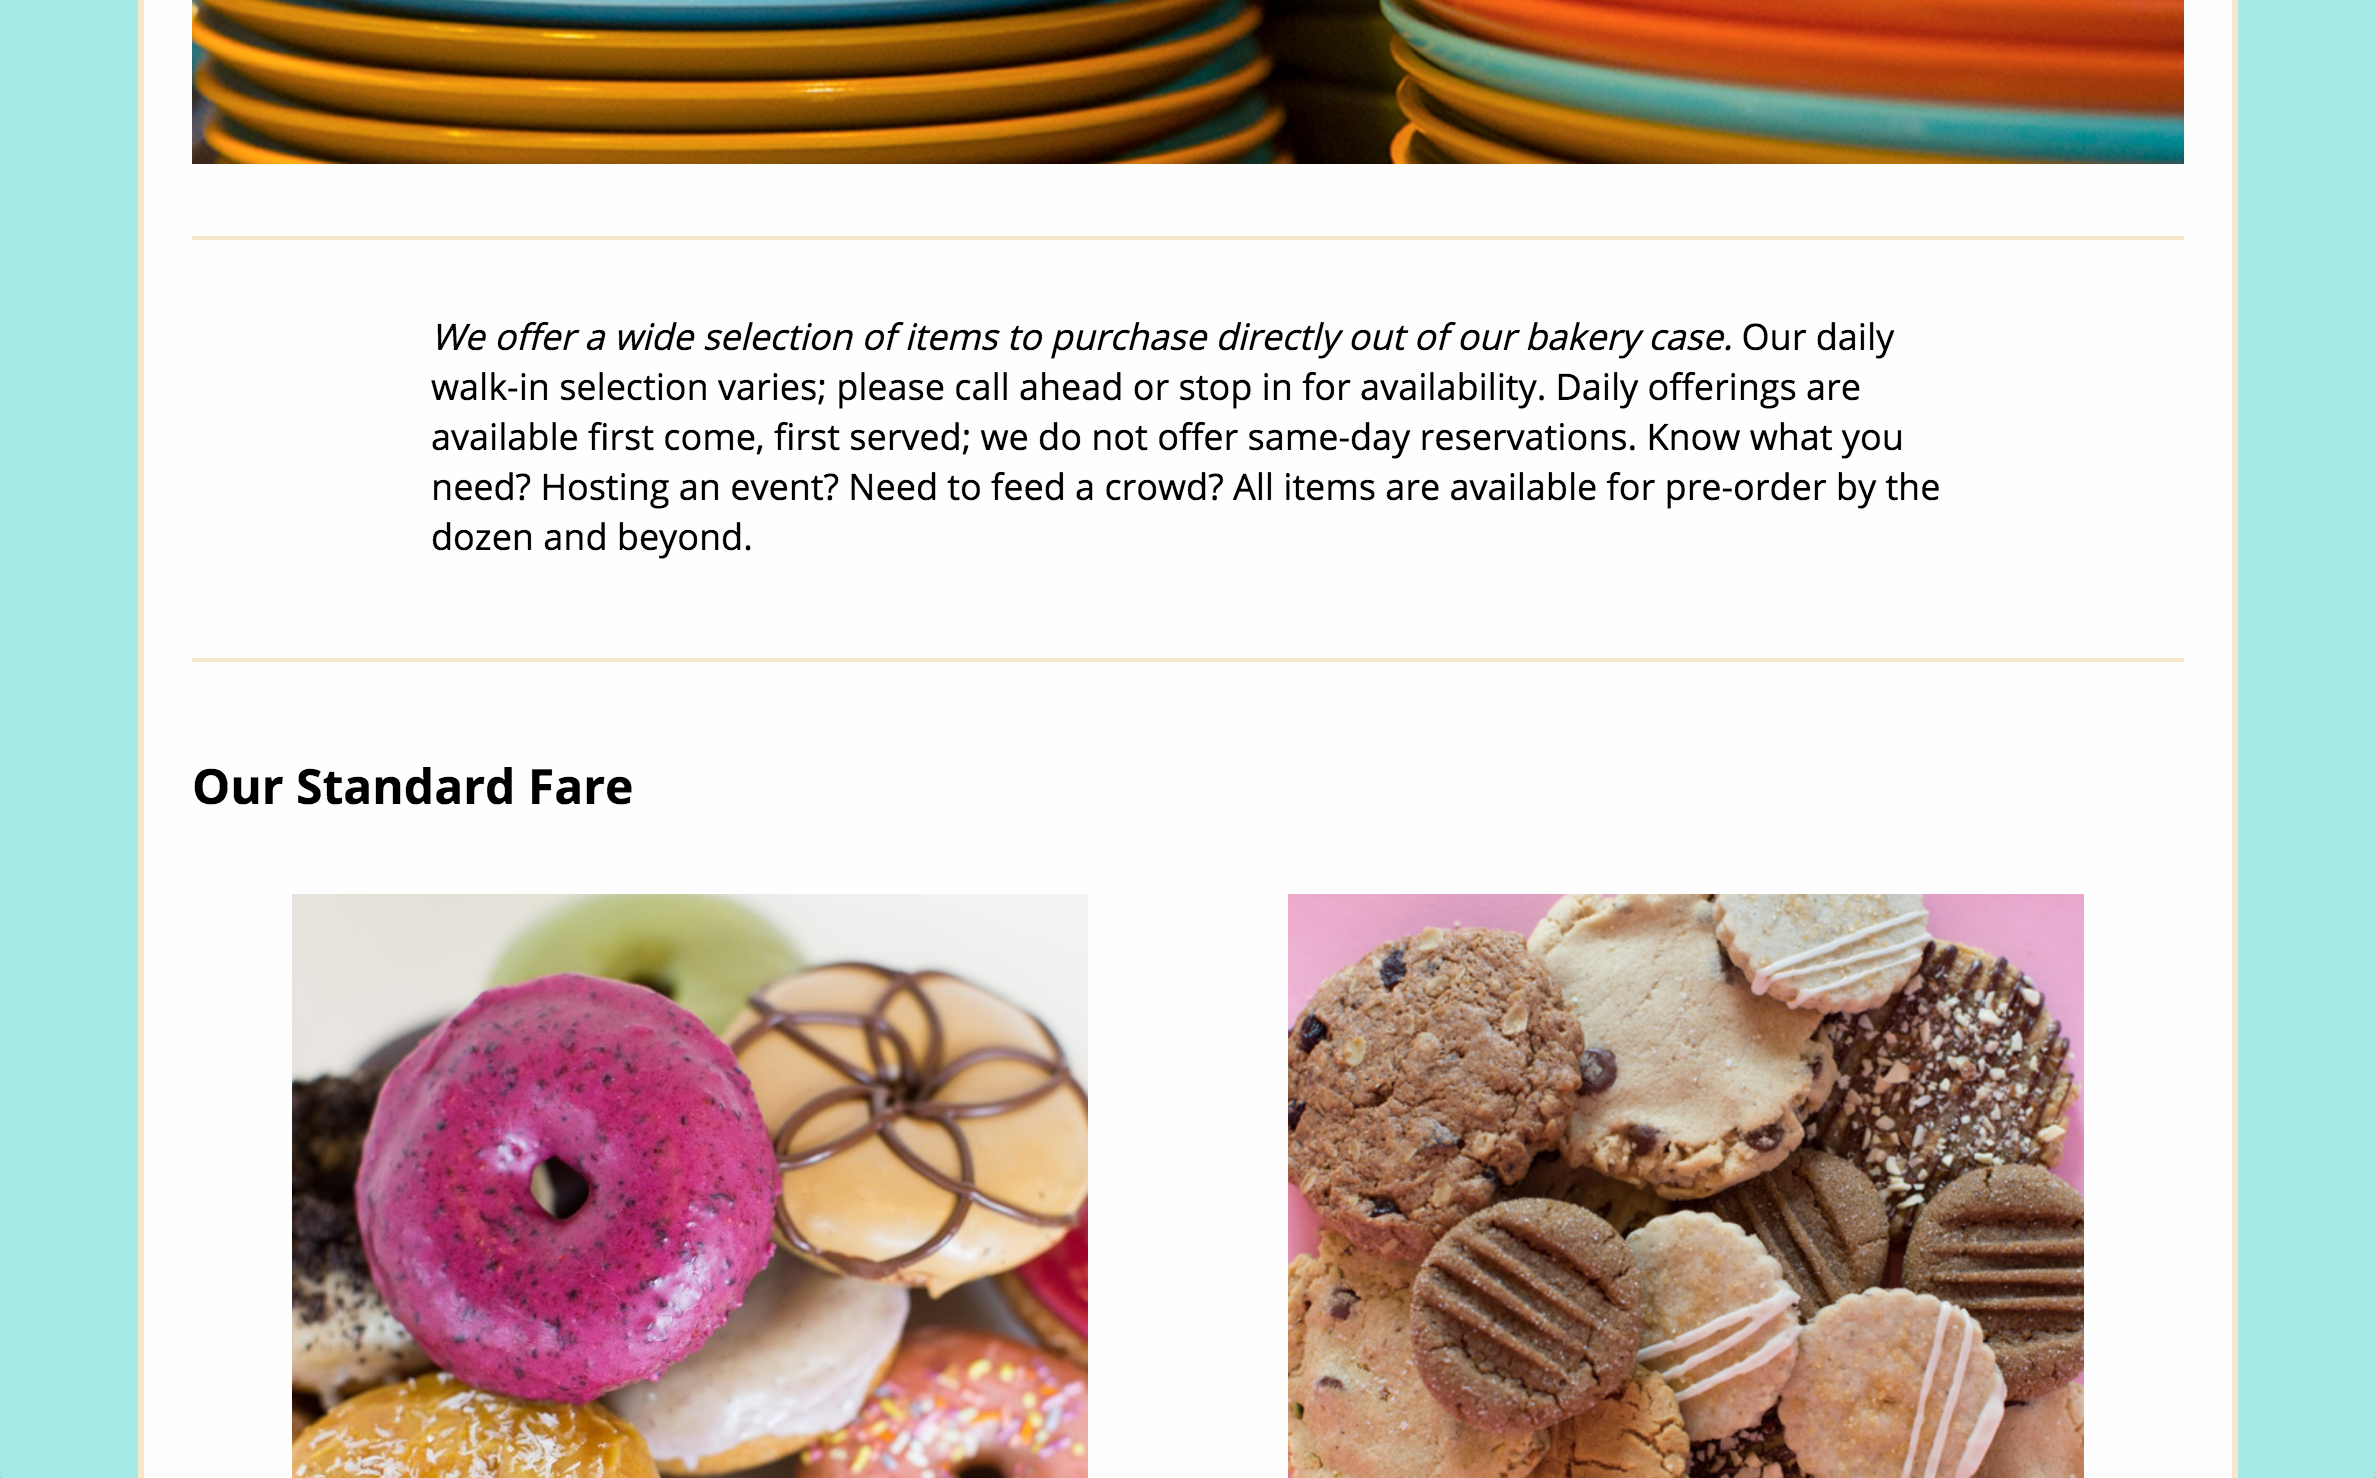 We offer a wide selection of items to purchase directly out of our bakery case. Our daily
walk-in selection varies; please call ahead or stop in for availability. Daily offerings are
available first come, first served; we do not offer same-day reservations. Know what you
need? Hosting an event? Need to feed a crowd? All items are available for pre-order by the
dozen and beyond.
Our Standard Fare